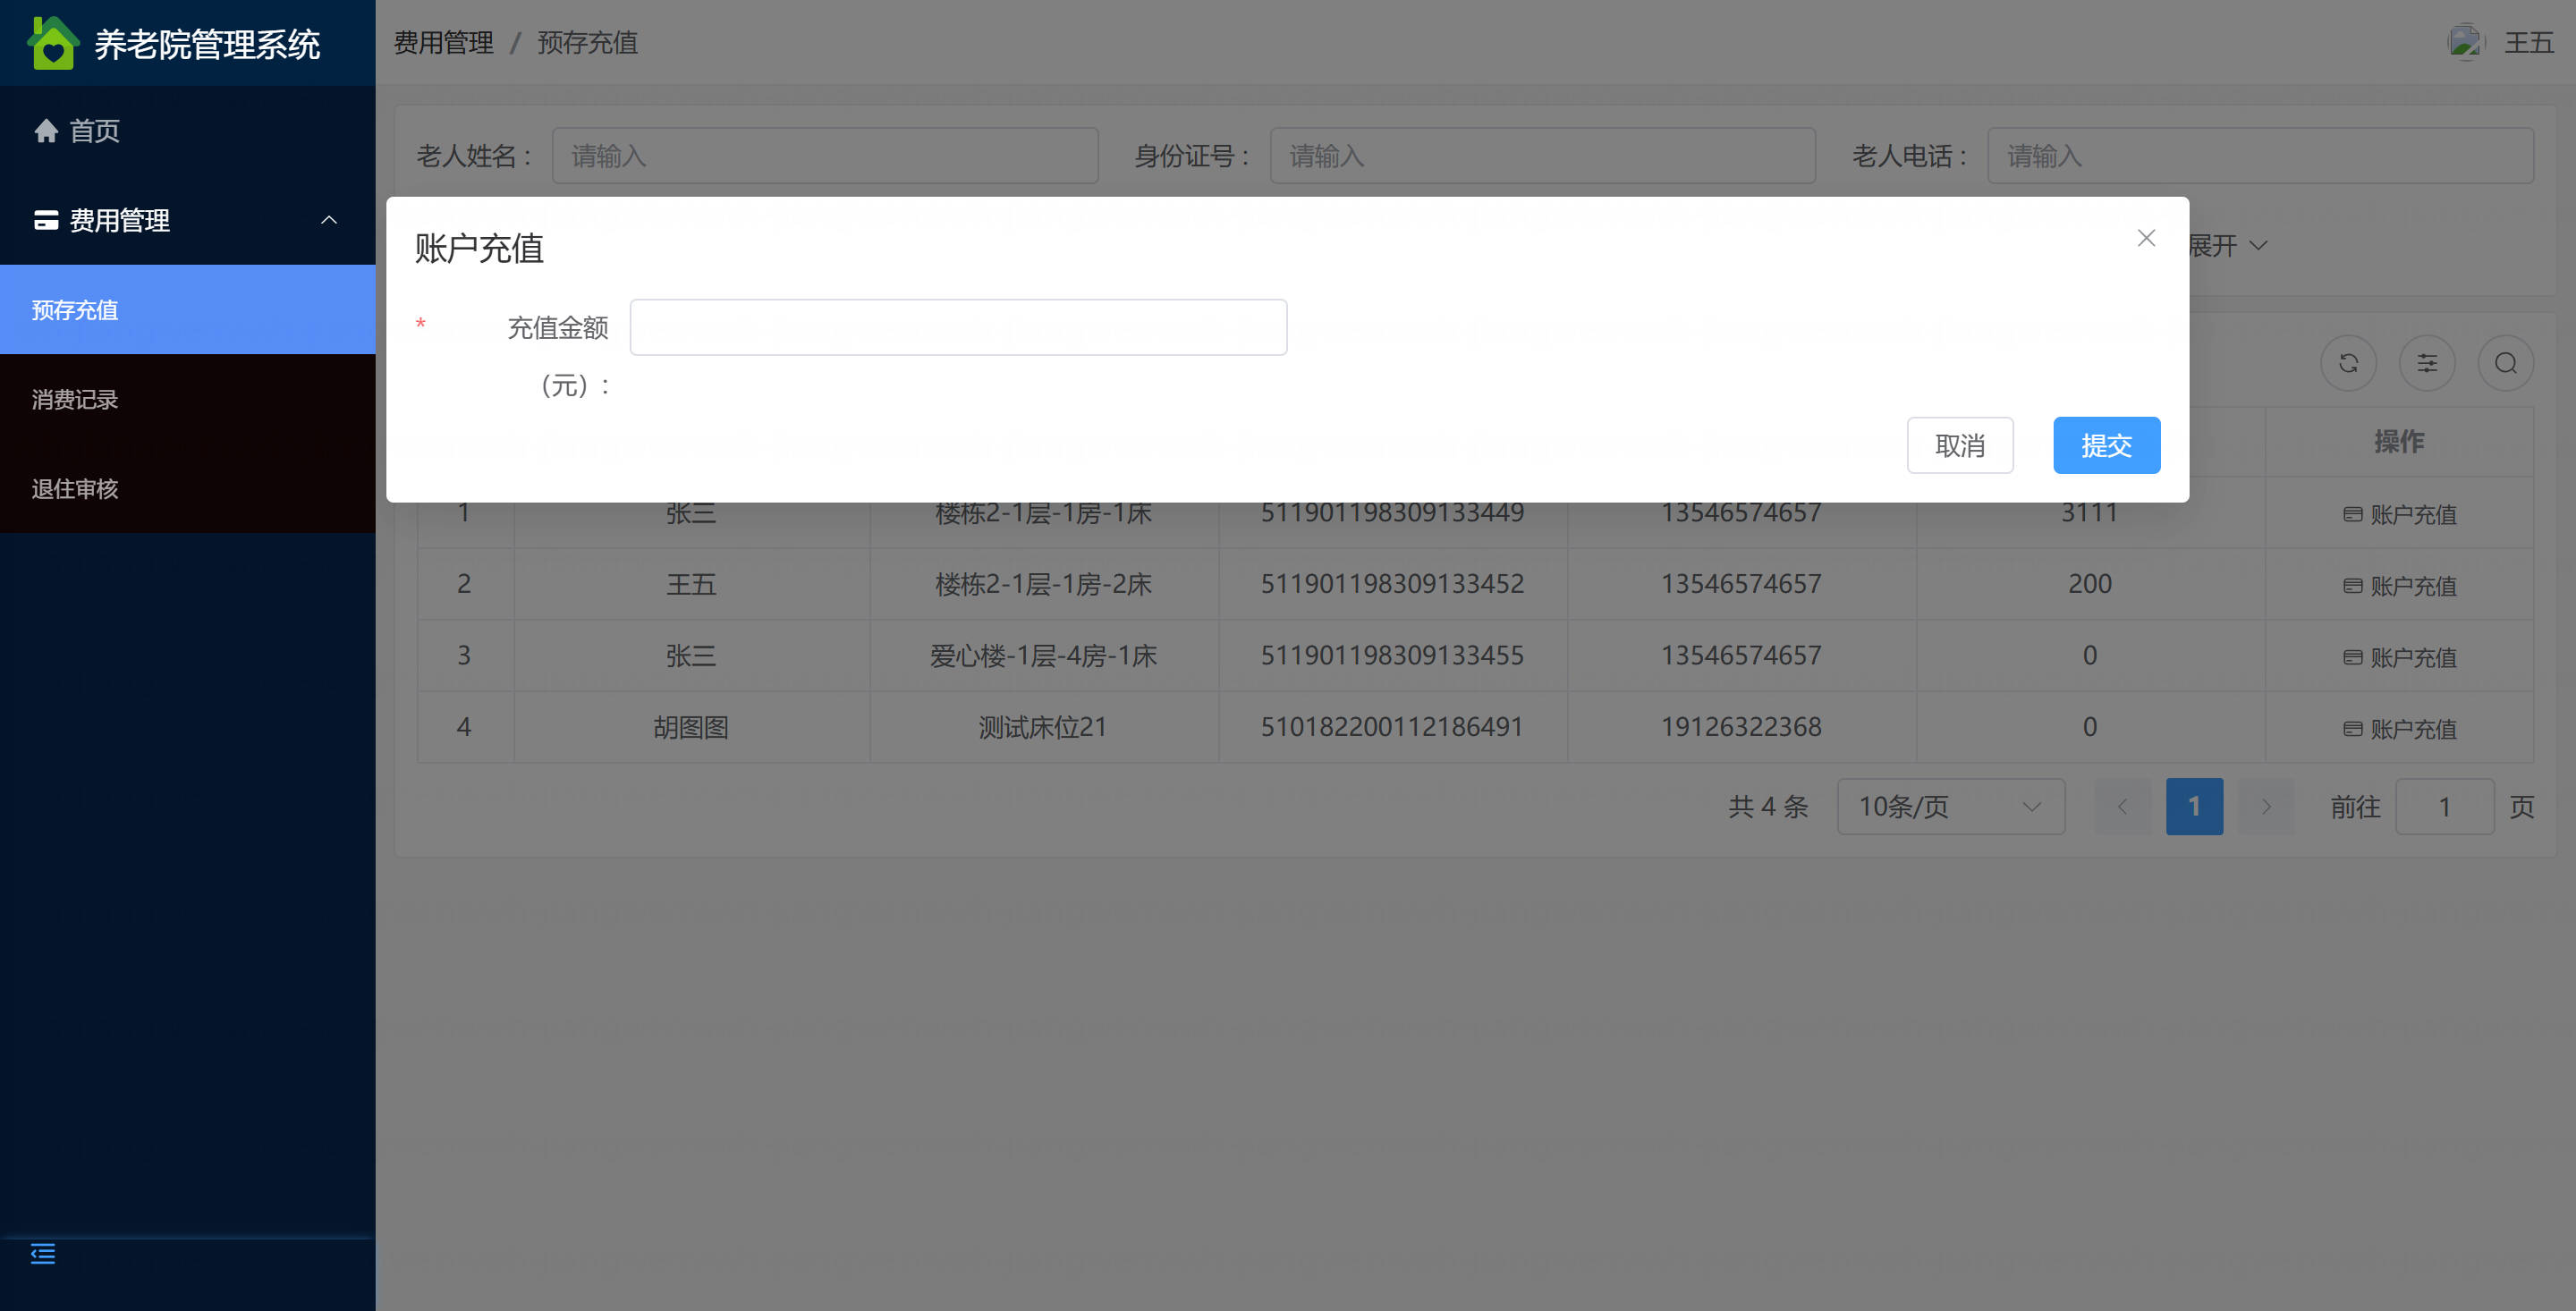 养老院管理系统
费用管理 / 预存充值
王五
首页
费用管理
预存充值
消费记录
退住审核
老人姓名： 请输入 身份证号： 请输入 老人电话： 请输入
展开
账户充值
* 充值金额
（元）：
取消 提交
操作
1 张三 楼栋2-1层-1房-1床 511901198309133449 13546574657 3111 账户充值
2 王五 楼栋2-1层-1房-2床 511901198309133452 13546574657 200 账户充值
3 张三 爱心楼-1层-4房-1床 511901198309133455 13546574657 0 账户充值
4 胡图图 测试床位21 510182200112186491 19126322368 0 账户充值
共 4 条 10条/页 1 前往 1 页